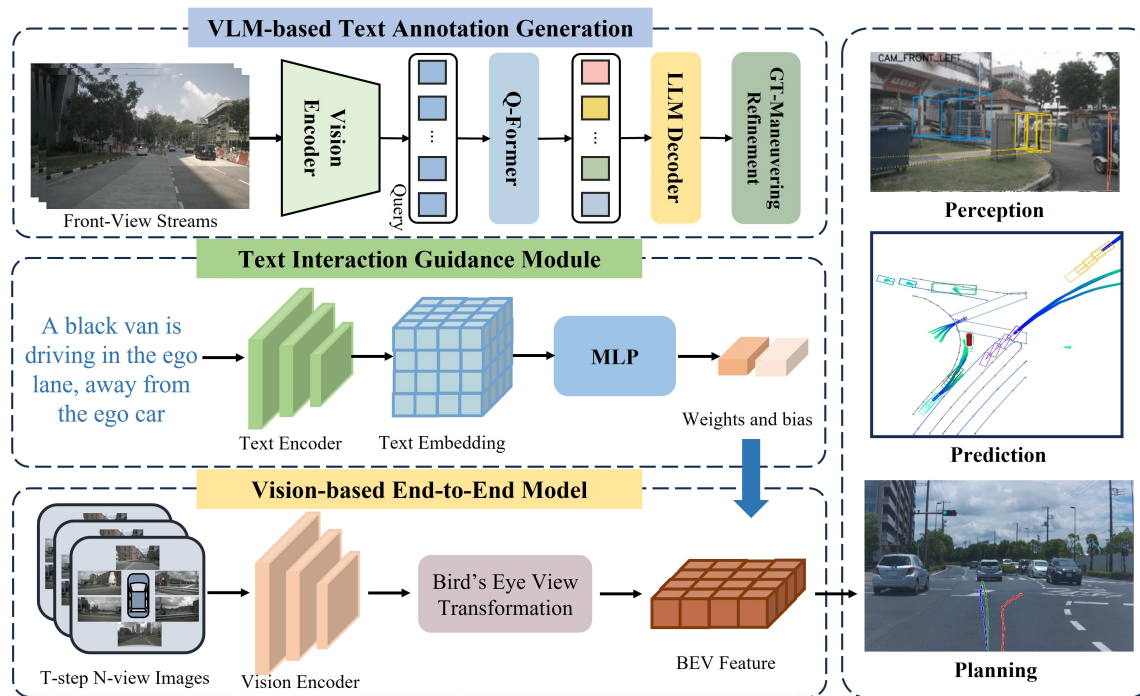 VLM-based Text Annotation Generation
Front-View Streams
Vision
Encoder
...
Query
Q-Former
...
LLM Decoder
GT-Maneuvering
Refinement
Text Interaction Guidance Module
A black van is
driving in the ego
lane, away from
the ego car
Text Encoder
Text Embedding
MLP
Weights and bias
Vision-based End-to-End Model
T-step N-view Images
Vision Encoder
Bird's Eye View
Transformation
BEV Feature
CAM_FRONT_LEFT
Perception
Prediction
Planning